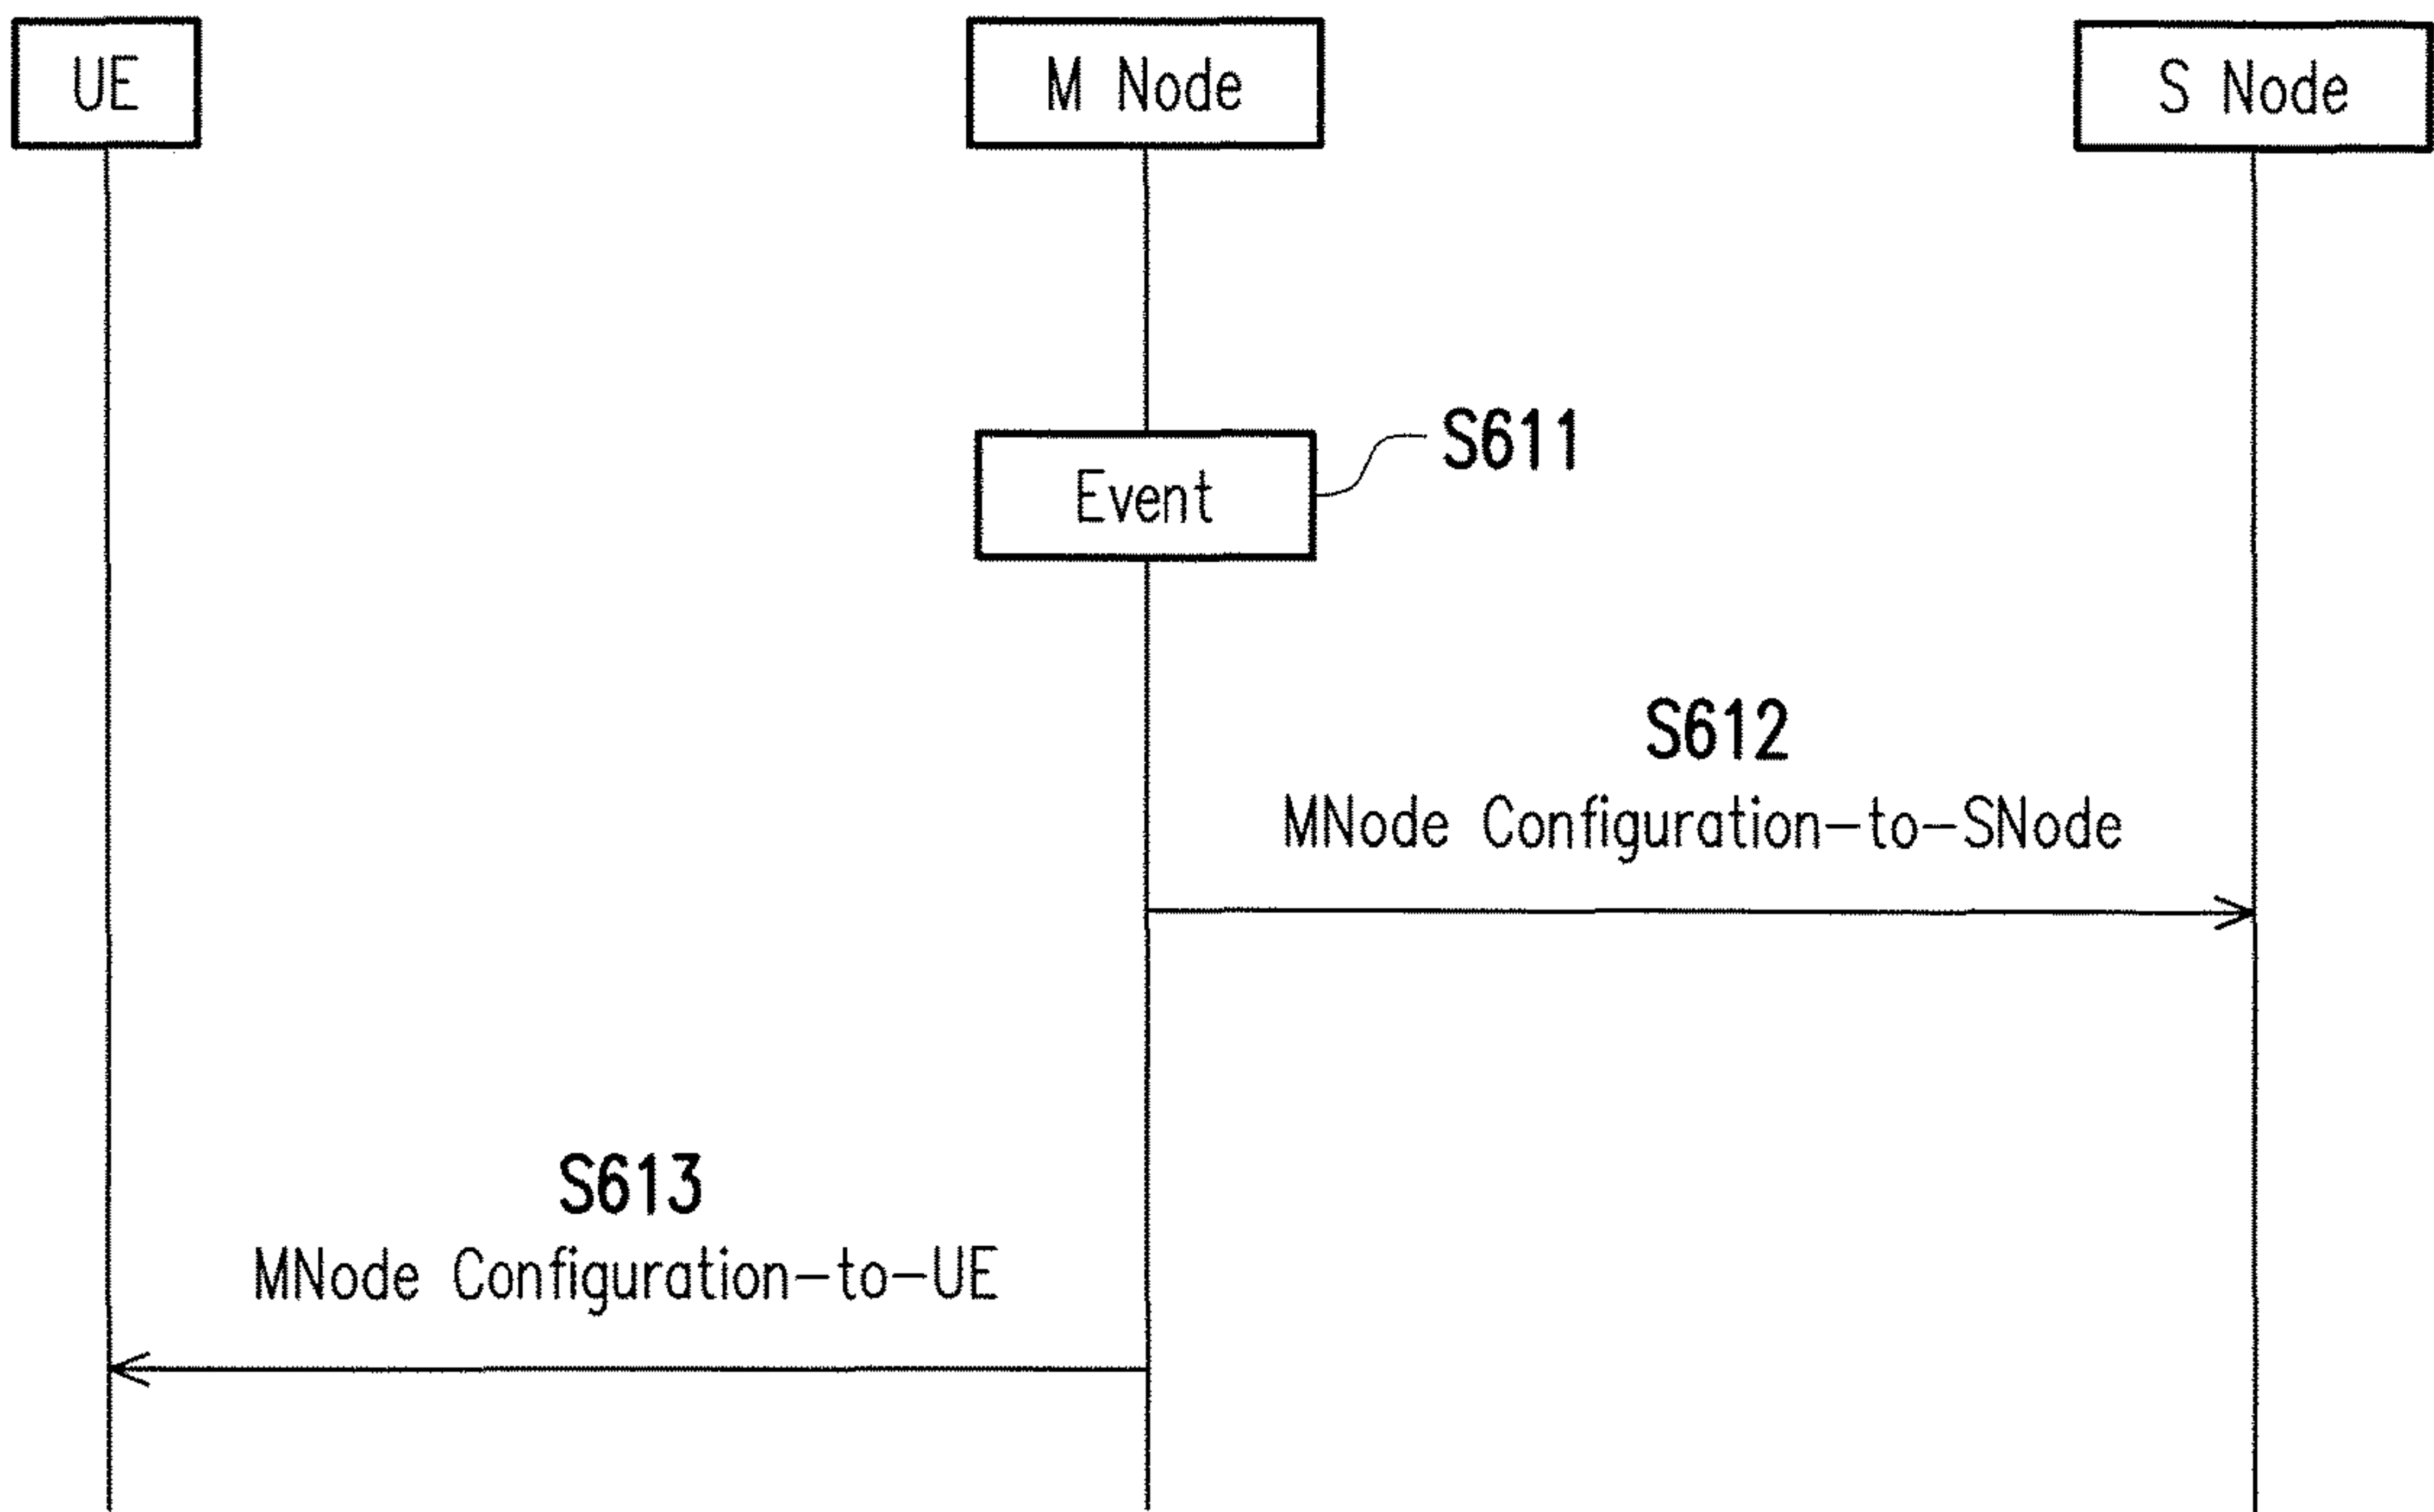 UE
M Node
S Node
Event
S611
S612
MNode Configuration-to-SNode
S613
MNode Configuration-to-UE